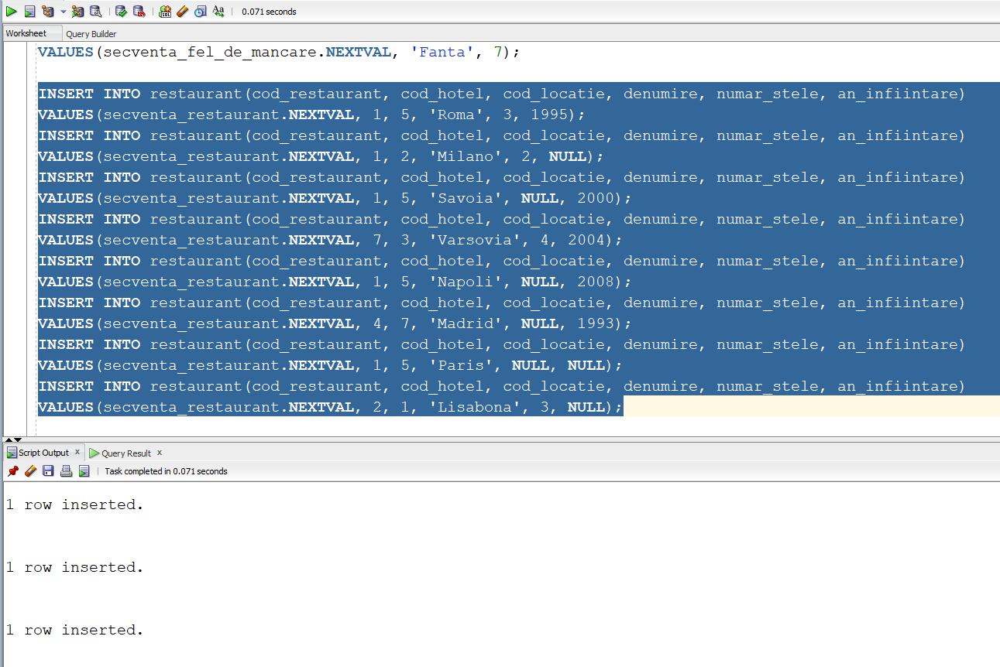 0.071 seconds
Worksheet Query Builder
VALUES(secventa_fel_de_mancare.NEXTVAL, 'Fanta', 7);
INSERT INTO restaurant(cod_restaurant, cod_hotel, cod_locatie, denumire, numar_stele, an_infiintare)
VALUES(secventa_restaurant.NEXTVAL, 1, 5, 'Roma', 3, 1995);
INSERT INTO restaurant(cod_restaurant, cod_hotel, cod_locatie, denumire, numar_stele, an_infiintare)
VALUES(secventa_restaurant.NEXTVAL, 1, 2, 'Milano', 2, NULL);
INSERT INTO restaurant(cod_restaurant, cod_hotel, cod_locatie, denumire, numar_stele, an_infiintare)
VALUES(secventa_restaurant.NEXTVAL, 1, 5, 'Savoia', NULL, 2000);
INSERT INTO restaurant(cod_restaurant, cod_hotel, cod_locatie, denumire, numar_stele, an_infiintare)
VALUES(secventa_restaurant.NEXTVAL, 7, 3, 'Varsovia', 4, 2004);
INSERT INTO restaurant(cod_restaurant, cod_hotel, cod_locatie, denumire, numar_stele, an_infiintare)
VALUES(secventa_restaurant.NEXTVAL, 1, 5, 'Napoli', NULL, 2008);
INSERT INTO restaurant(cod_restaurant, cod_hotel, cod_locatie, denumire, numar_stele, an_infiintare)
VALUES(secventa_restaurant.NEXTVAL, 4, 7, 'Madrid', NULL, 1993);
INSERT INTO restaurant(cod_restaurant, cod_hotel, cod_locatie, denumire, numar_stele, an_infiintare)
VALUES(secventa_restaurant.NEXTVAL, 1, 5, 'Paris', NULL, NULL);
INSERT INTO restaurant(cod_restaurant, cod_hotel, cod_locatie, denumire, numar_stele, an_infiintare)
VALUES(secventa_restaurant.NEXTVAL, 2, 1, 'Lisabona', 3, NULL);
Script Output x Query Result x
Task completed in 0.071 seconds
1 row inserted.
1 row inserted.
1 row inserted.